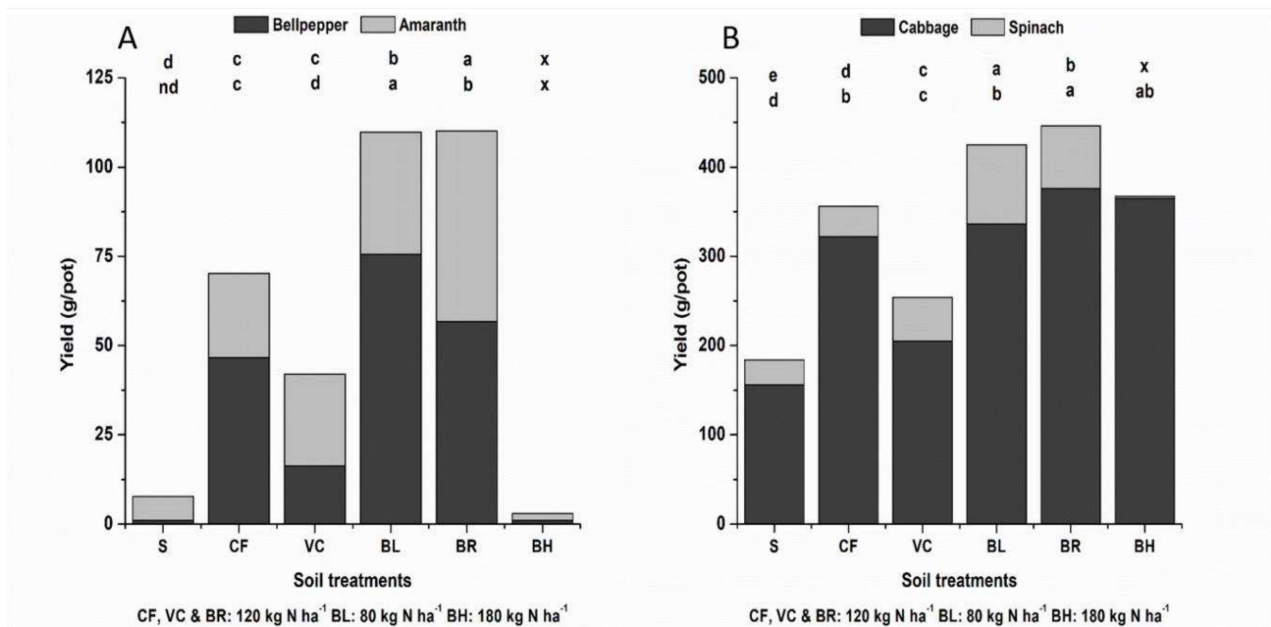 A
Bellpepper Amaranth
d c c b a x
nd c d a b x
125
100
75
50
25
0
Yield (g/pot)
S CF VC BL BR BH
Soil treatments
CF, VC & BR: 120 kg N ha⁻¹ BL: 80 kg N ha⁻¹ BH: 180 kg N ha⁻¹
B
Cabbage Spinach
e d c a b x
d b c b a ab
500
400
300
200
100
0
Yield (g/pot)
S CF VC BL BR BH
Soil treatments
CF, VC & BR: 120 kg N ha⁻¹ BL: 80 kg N ha⁻¹ BH: 180 kg N ha⁻¹